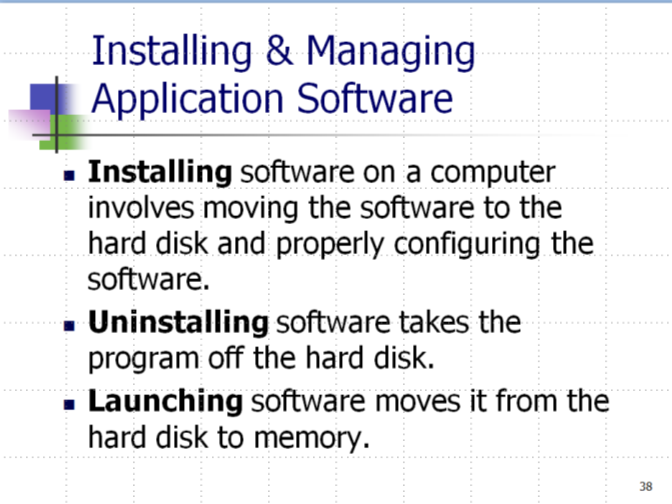 Installing & Managing
Application Software
Installing software on a computer
involves moving the software to the
hard disk and properly configuring the
software.
Uninstalling software takes the
program off the hard disk.
Launching software moves it from the
hard disk to memory.
38